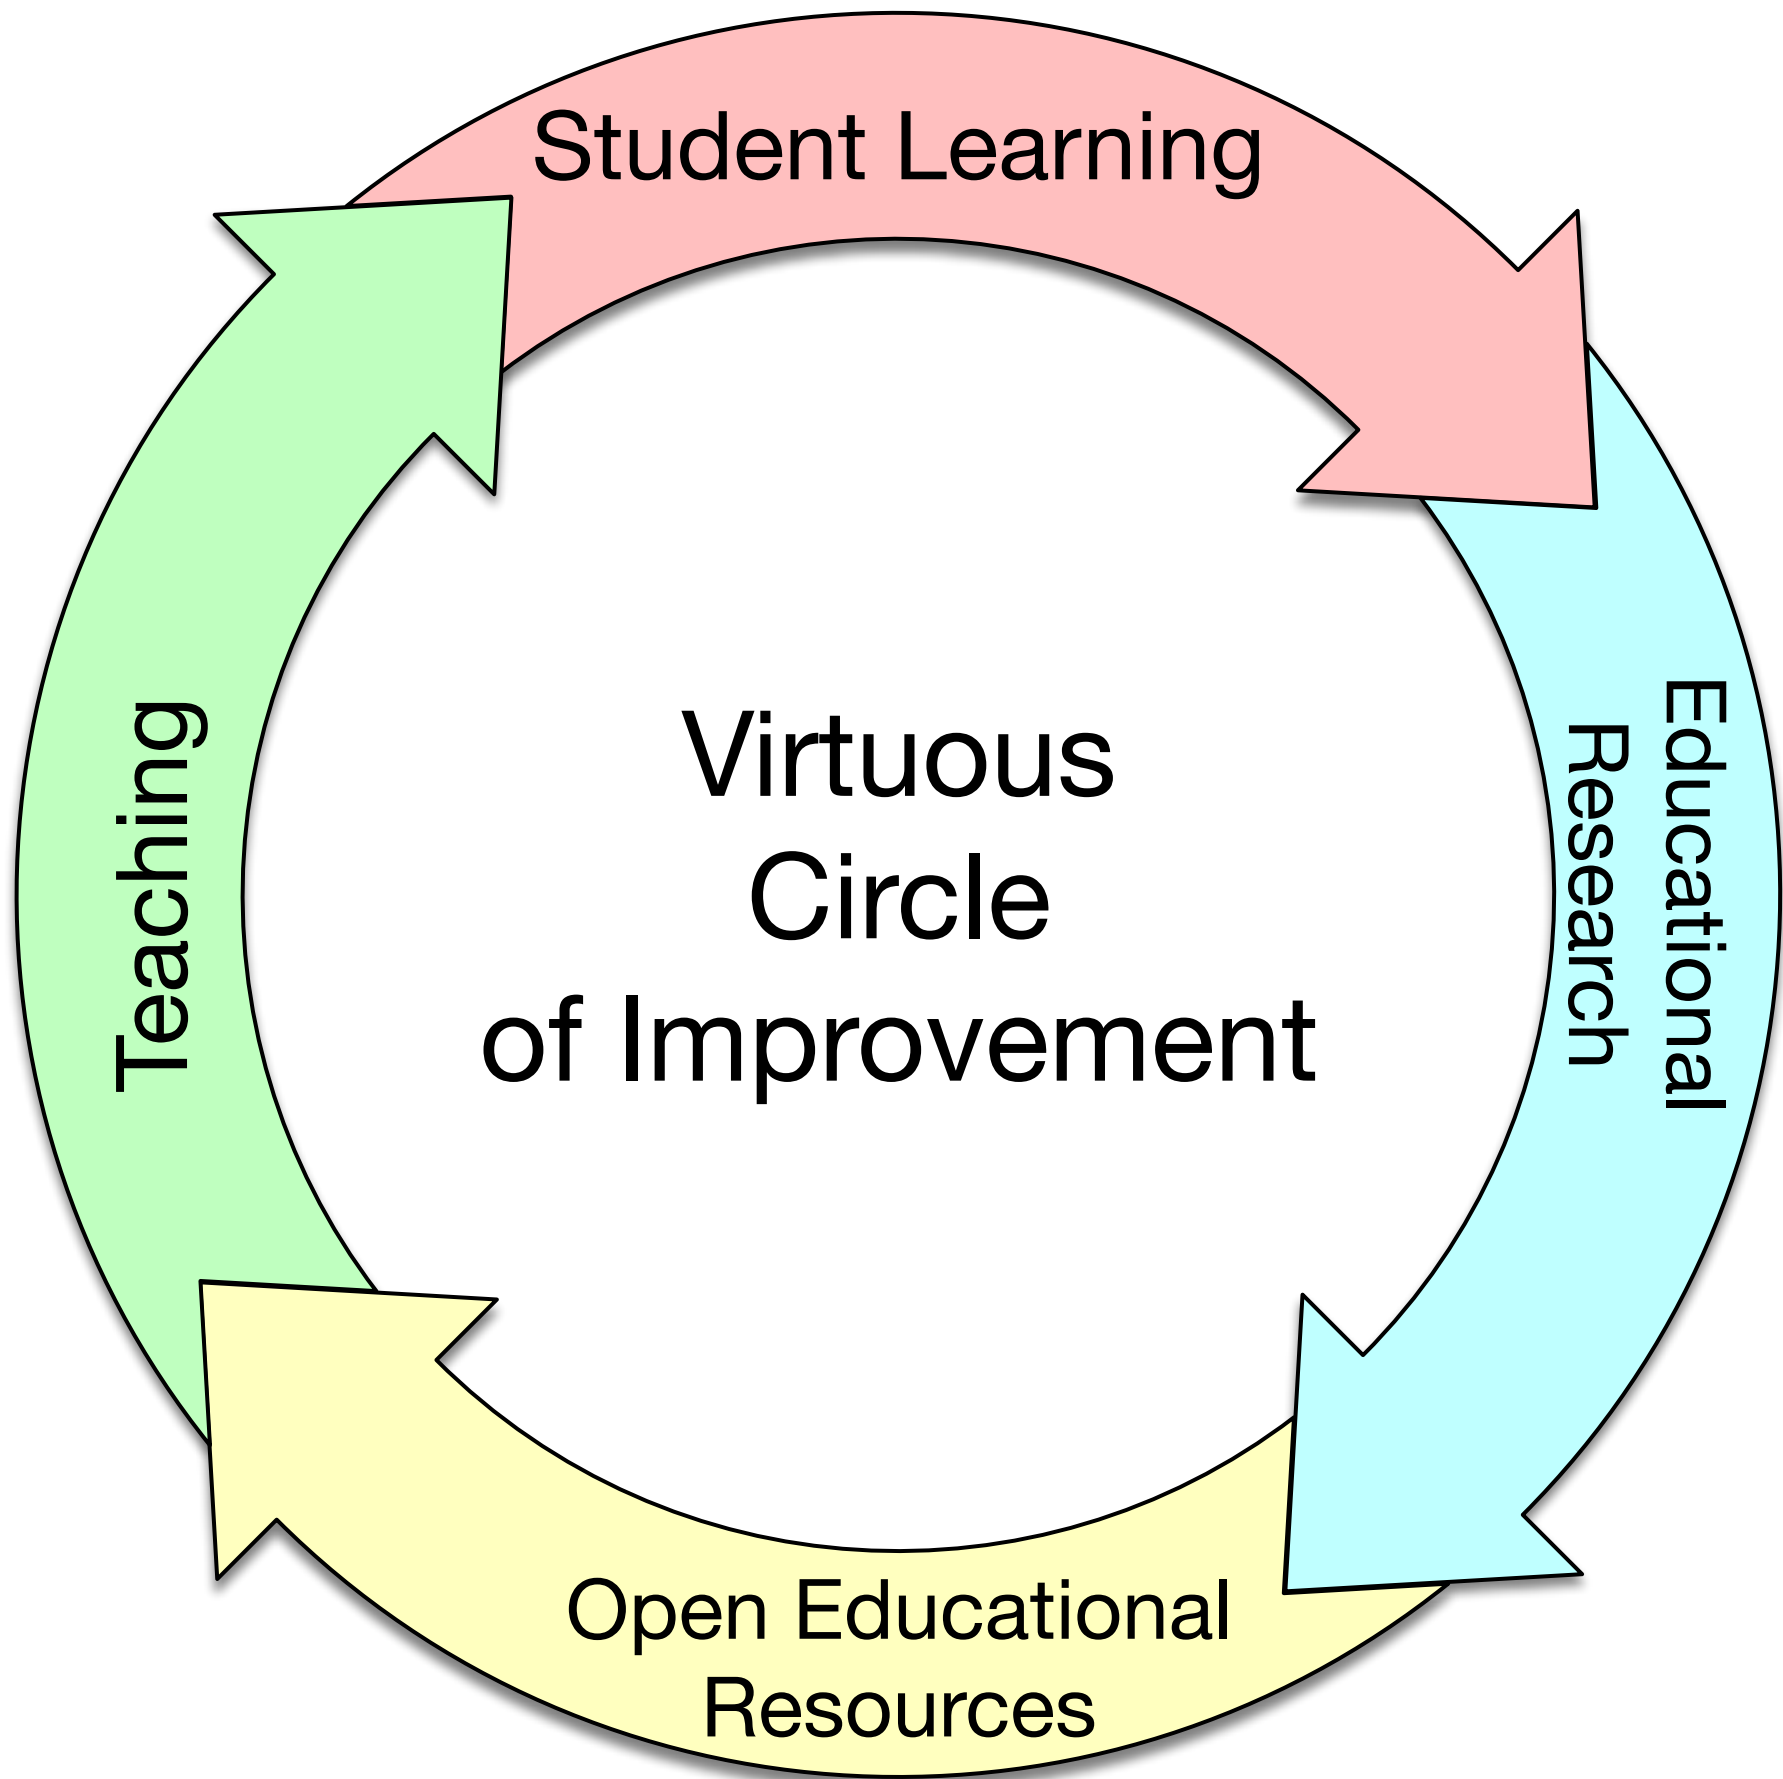 Student Learning
Educational
Research
Open Educational
Resources
Teaching
Virtuous
Circle
of Improvement